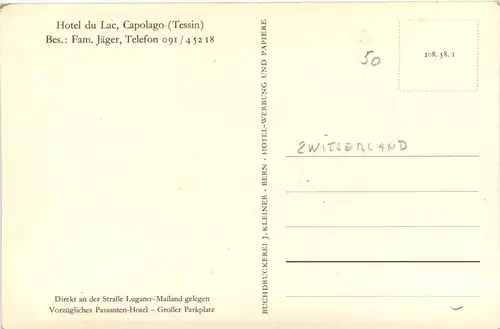 Hotel du Lac, Capolago (Tessin)
Bes.: Fam. Jäger, Telefon 091 / 4 52 18
Direkt an der Straße Lugano–Mailand gelegen
Vorzügliches Passanten-Hotel – Großer Parkplatz
BUCHDRUCKEREI J. KLEINER · BERN · HOTEL-WERBUNG UND PAPIERE
50
208. 58. 1
ZWITSERLAND